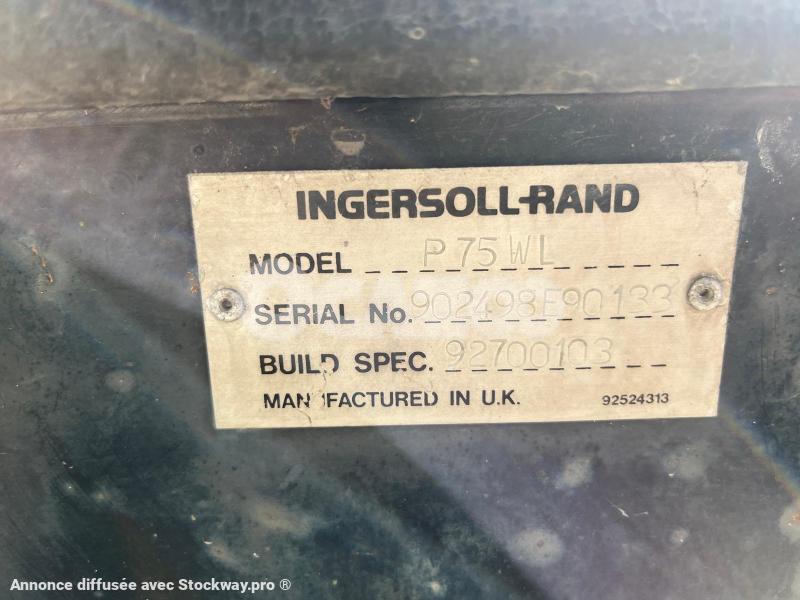 INGERSOLL-RAND
MODEL P75WL
SERIAL No. 902498E90133
BUILD SPEC. 92700103
MANUFACTURED IN U.K. 92524313
Annonce diffusée avec Stockway.pro ®